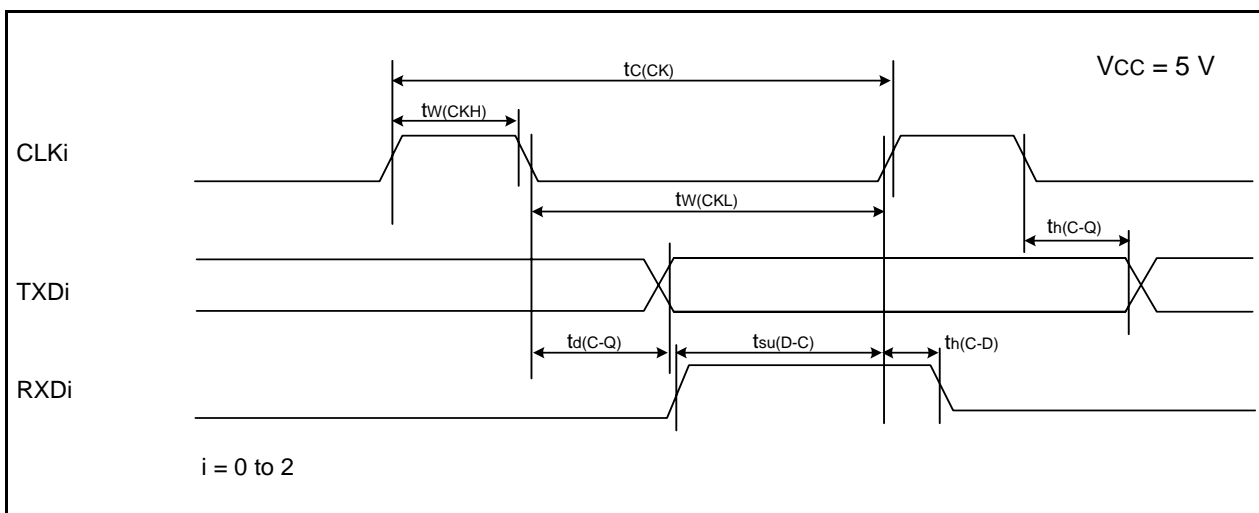 tC(CK)
VCC = 5 V
tW(CKH)
CLKi
tW(CKL)
th(C-Q)
TXDi
td(C-Q)
tsu(D-C)
th(C-D)
RXDi
i = 0 to 2